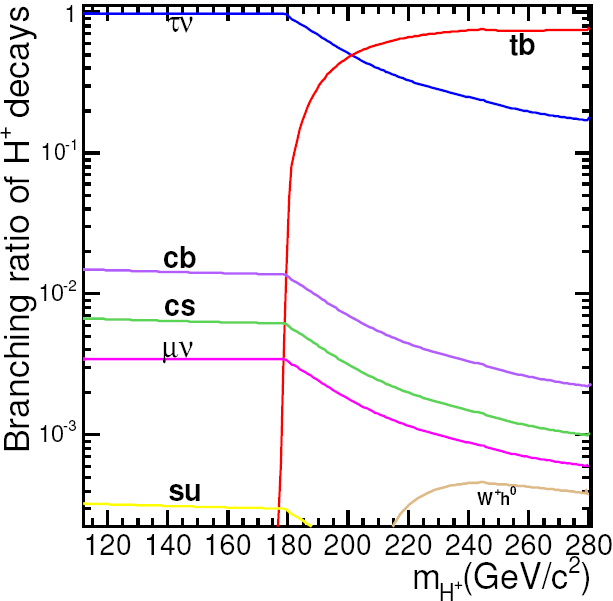 Branching ratio of H⁺ decays
1
10⁻¹
10⁻²
10⁻³
τν
tb
cb
cs
μν
su
W⁺h⁰
120 140 160 180 200 220 240 260 280
m_H⁺(GeV/c²)